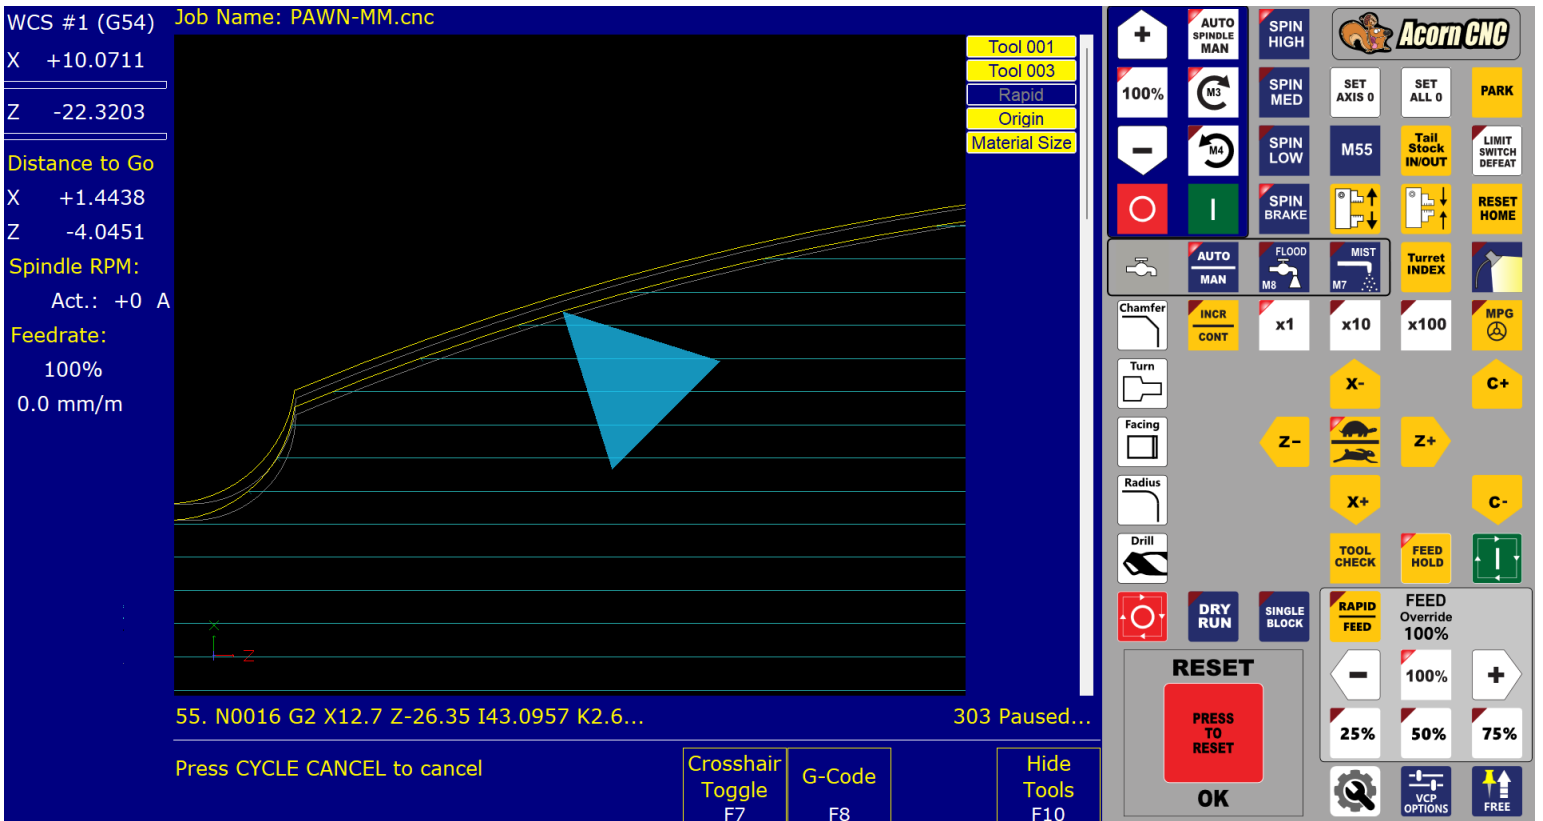 WCS #1 (G54)
Job Name: PAWN-MM.cnc
X +10.0711
Z -22.3203
Distance to Go
X +1.4438
Z -4.0451
Spindle RPM:
Act.: +0 A
Feedrate:
100%
0.0 mm/m
Tool 001
Tool 003
Rapid
Origin
Material Size
X
Z
55. N0016 G2 X12.7 Z-26.35 I43.0957 K2.6...
303 Paused...
Press CYCLE CANCEL to cancel
Crosshair
Toggle
F7
G-Code
F8
Hide
Tools
F10
+
AUTO
SPINDLE
MAN
SPIN
HIGH
Acorn CNC
100%
M3
SPIN
MED
SET
AXIS 0
SET
ALL 0
PARK
-
M4
SPIN
LOW
M55
Tail
Stock
IN/OUT
LIMIT
SWITCH
DEFEAT
SPIN
BRAKE
RESET
HOME
AUTO
MAN
FLOOD
M8
MIST
M7
Turret
INDEX
Chamfer
INCR
CONT
x1
x10
x100
MPG
Turn
X-
C+
Facing
Z-
Z+
Radius
X+
C-
Drill
TOOL
CHECK
FEED
HOLD
DRY
RUN
SINGLE
BLOCK
RAPID
FEED
FEED
Override
100%
RESET
PRESS
TO
RESET
OK
-
100%
+
25%
50%
75%
VCP
OPTIONS
FREE